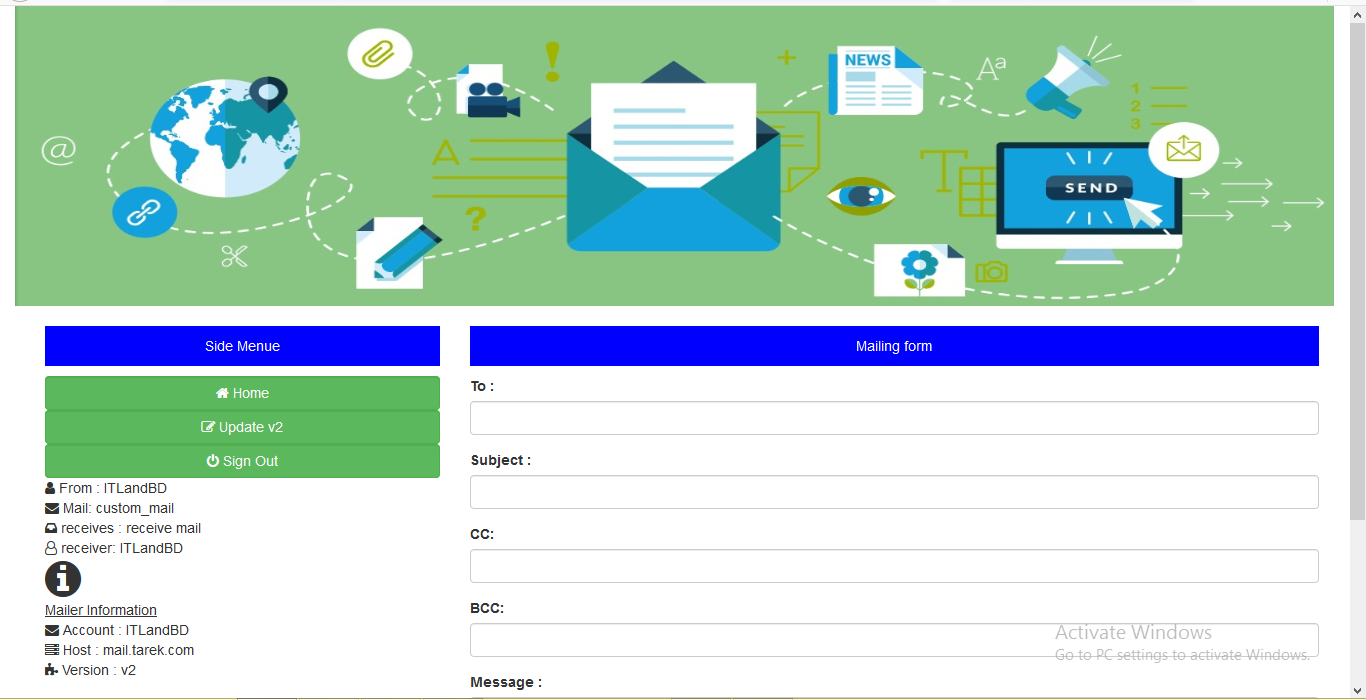 NEWS
Aa
1
2
3
@
A
T
SEND
?
Side Menue
Mailing form
Home
Update v2
Sign Out
From : ITLandBD
Mail: custom_mail
receives : receive mail
receiver: ITLandBD
Mailer Information
Account : ITLandBD
Host : mail.tarek.com
Version : v2
To :
Subject :
CC:
BCC:
Message :
Activate Windows
Go to PC settings to activate Windows.